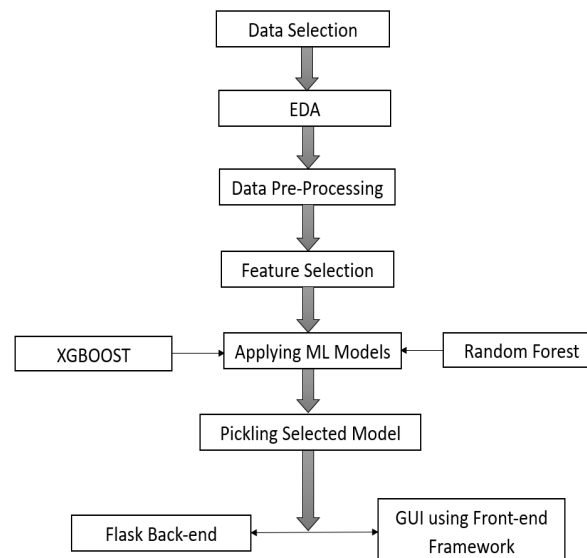 Data Selection
EDA
Data Pre-Processing
Feature Selection
XGBOOST
Applying ML Models
Random Forest
Pickling Selected Model
Flask Back-end
GUI using Front-end
Framework